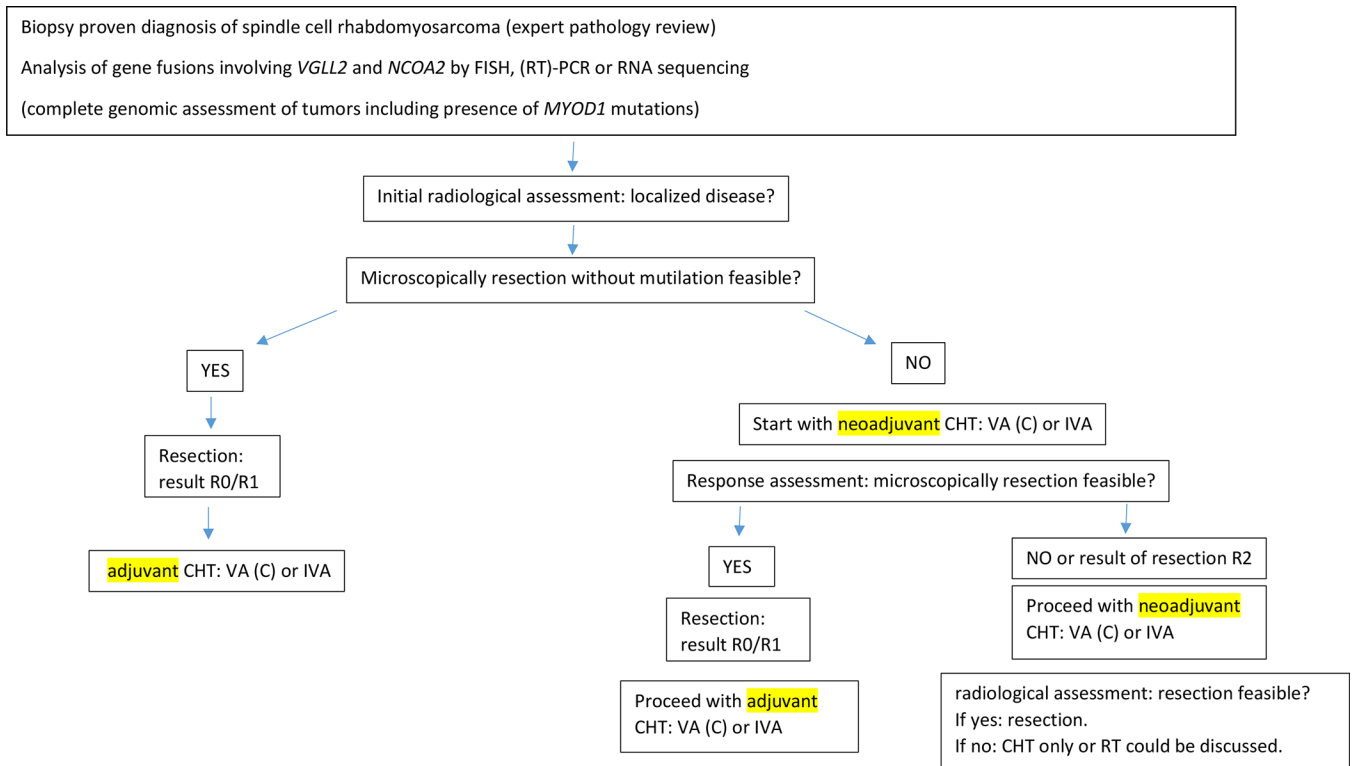 Biopsy proven diagnosis of spindle cell rhabdomyosarcoma (expert pathology review)
Analysis of gene fusions involving VGLL2 and NCOA2 by FISH, (RT)-PCR or RNA sequencing
(complete genomic assessment of tumors including presence of MYOD1 mutations)
Initial radiological assessment: localized disease?
Microscopically resection without mutilation feasible?
YES
NO
Start with neoadjuvant CHT: VA (C) or IVA
Resection:
result R0/R1
Response assessment: microscopically resection feasible?
adjuvant CHT: VA (C) or IVA
YES
NO or result of resection R2
Resection:
result R0/R1
Proceed with neoadjuvant
CHT: VA (C) or IVA
Proceed with adjuvant
CHT: VA (C) or IVA
radiological assessment: resection feasible?
If yes: resection.
If no: CHT only or RT could be discussed.